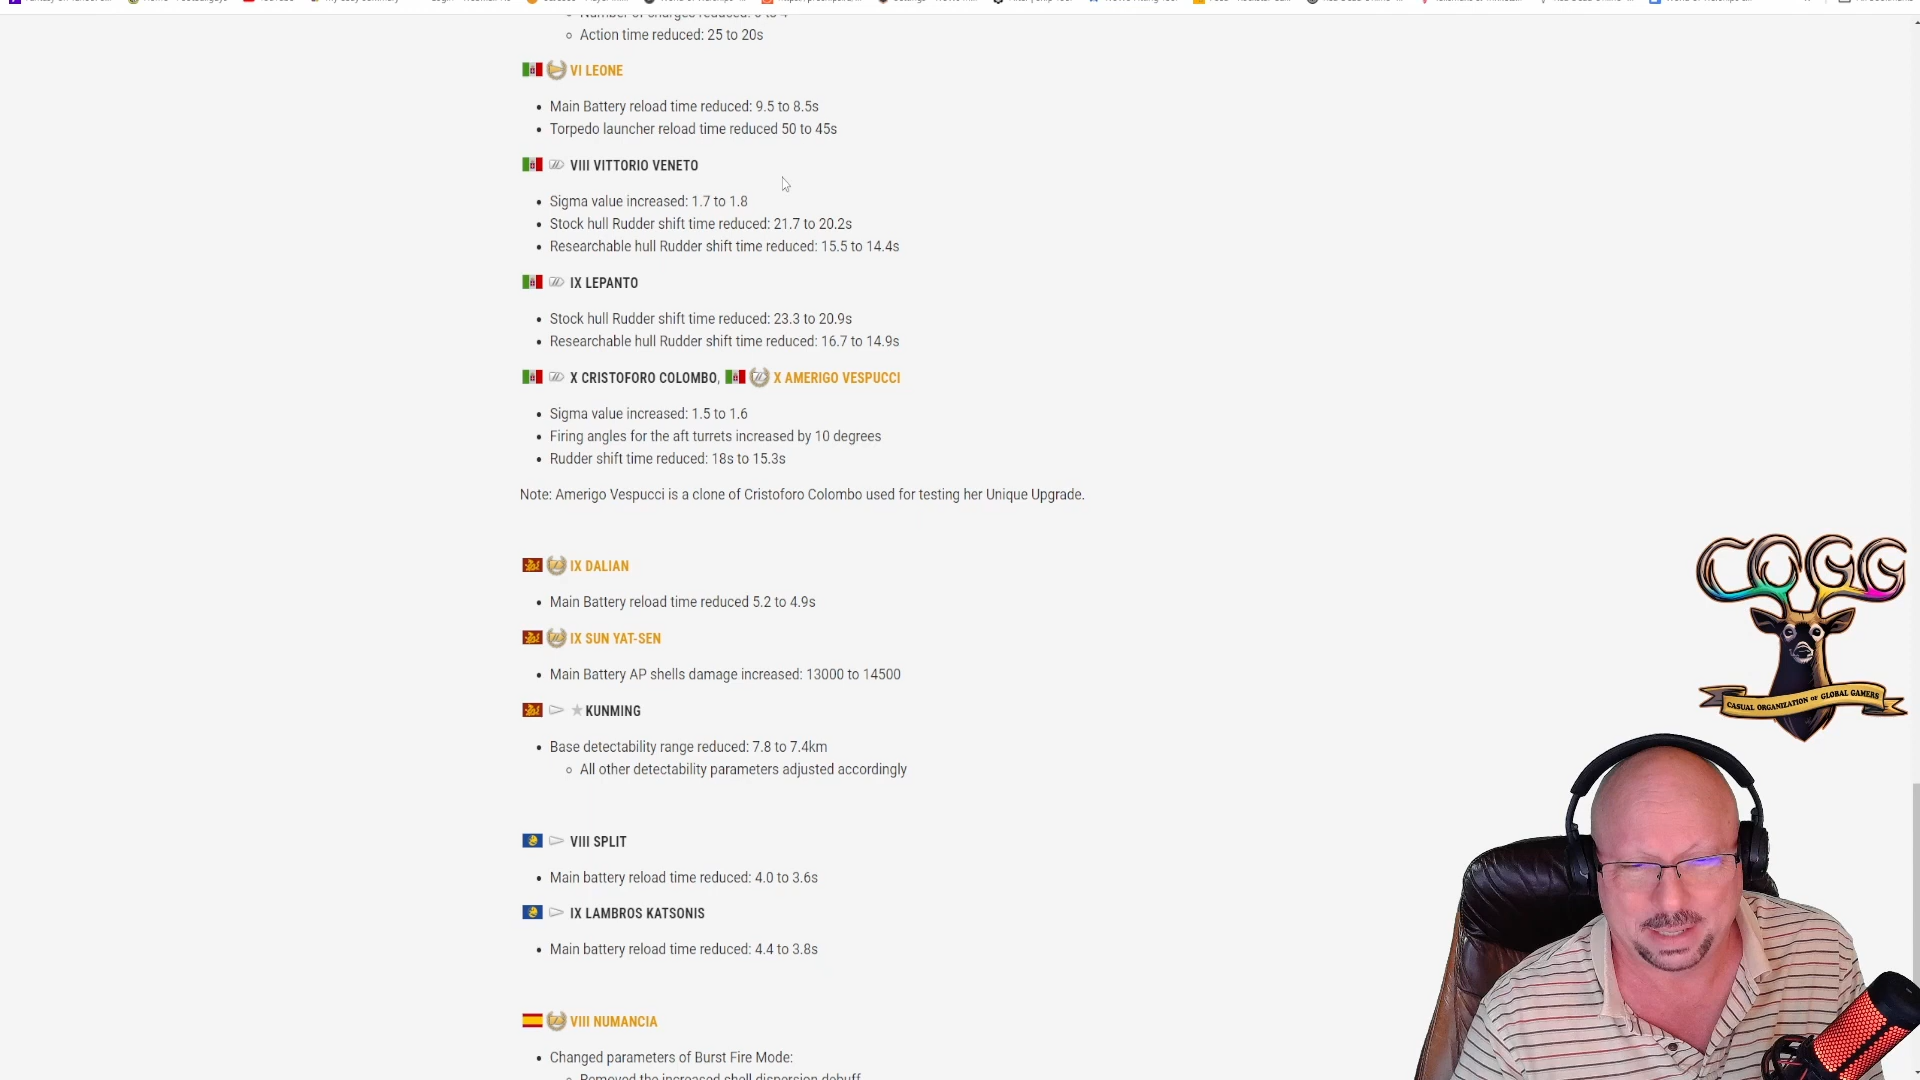 Action time reduced: 25 to 20s
VI LEONE
Main Battery reload time reduced: 9.5 to 8.5s
Torpedo launcher reload time reduced 50 to 45s
VIII VITTORIO VENETO
Sigma value increased: 1.7 to 1.8
Stock hull Rudder shift time reduced: 21.7 to 20.2s
Researchable hull Rudder shift time reduced: 15.5 to 14.4s
IX LEPANTO
Stock hull Rudder shift time reduced: 23.3 to 20.9s
Researchable hull Rudder shift time reduced: 16.7 to 14.9s
X CRISTOFORO COLOMBO, X AMERIGO VESPUCCI
Sigma value increased: 1.5 to 1.6
Firing angles for the aft turrets increased by 10 degrees
Rudder shift time reduced: 18s to 15.3s
Note: Amerigo Vespucci is a clone of Cristoforo Colombo used for testing her Unique Upgrade.
IX DALIAN
Main Battery reload time reduced 5.2 to 4.9s
IX SUN YAT-SEN
Main Battery AP shells damage increased: 13000 to 14500
KUNMING
Base detectability range reduced: 7.8 to 7.4km
All other detectability parameters adjusted accordingly
VIII SPLIT
Main battery reload time reduced: 4.0 to 3.6s
IX LAMBROS KATSONIS
Main battery reload time reduced: 4.4 to 3.8s
VIII NUMANCIA
Changed parameters of Burst Fire Mode:
Removed the increased shell dispersion debuff
COGG
CASUAL ORGANIZATION OF GLOBAL GAMERS